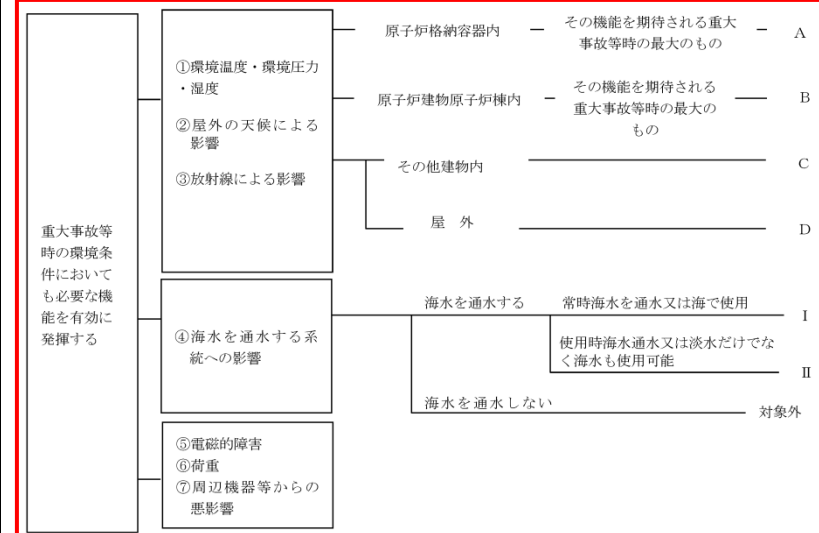 重大事故等
時の環境条
件において
も必要な機
能を有効に
発揮する
①環境温度・環境圧力
・湿度
②屋外の天候による
影響
③放射線による影響
原子炉格納容器内
その機能を期待される重大
事故等時の最大のもの
A
原子炉建物原子炉棟内
その機能を期待される
重大事故等時の最大の
もの
B
その他建物内
C
屋 外
D
④海水を通水する系
統への影響
海水を通水する
常時海水を通水又は海で使用
Ⅰ
使用時海水通水又は淡水だけでな
く海水も使用可能
Ⅱ
海水を通水しない
対象外
⑤電磁的障害
⑥荷重
⑦周辺機器等からの
悪影響